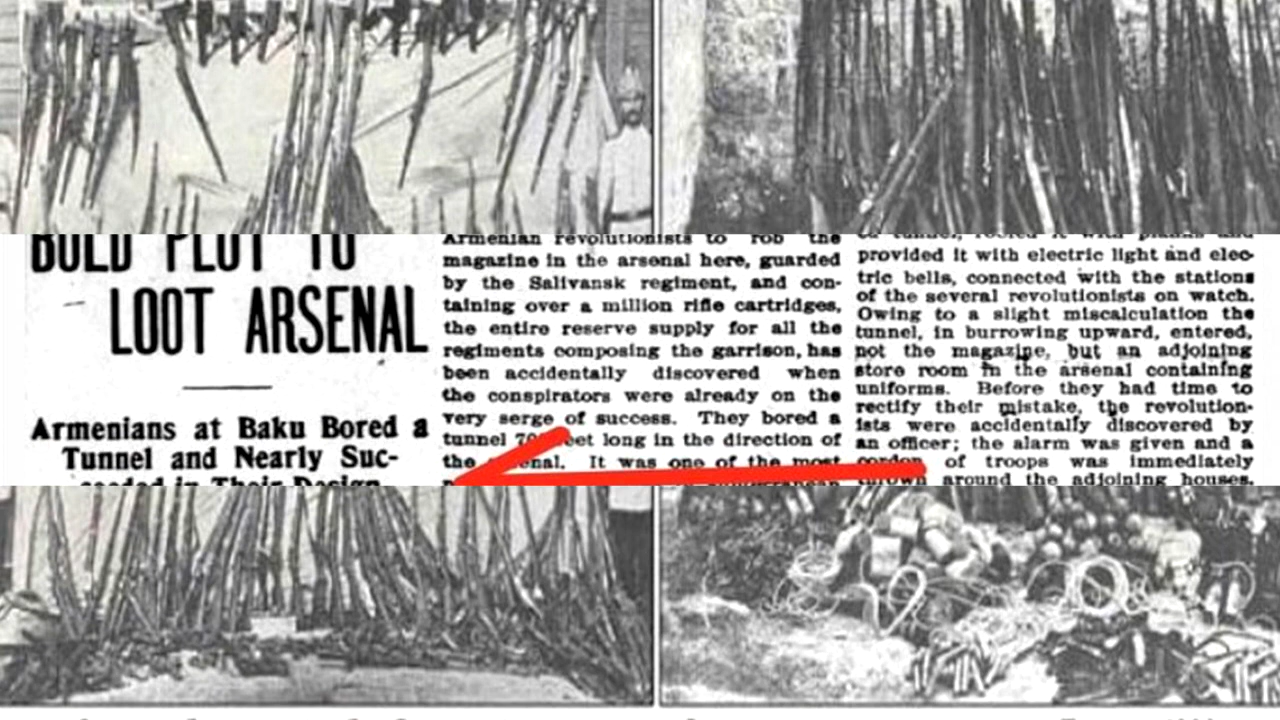 BOLD PLOT TO
LOOT ARSENAL
Armenians at Baku Bored a
Tunnel and Nearly Suc-
ceeded in Their Design
Armenian revolutionists to rob the
magazine in the arsenal here, guarded
by the Salivansk regiment, and con-
taining over a million rifle cartridges,
the entire reserve supply for all the
regiments composing the garrison, has
been accidentally discovered when
the conspirators were already on the
very serge of success. They bored a
tunnel feet long in the direction of
the arsenal. It was one of the most
provided it with electric light and elec-
tric bells, connected with the stations
of the several revolutionists on watch.
Owing to a slight miscalculation the
tunnel, in burrowing upward, entered,
not the magazine, but an adjoining
store room in the arsenal containing
uniforms. Before they had time to
rectify their mistake, the revolution-
ists were accidentally discovered by
an officer; the alarm was given and a
cordon of troops was immediately
thrown around the adjoining houses.